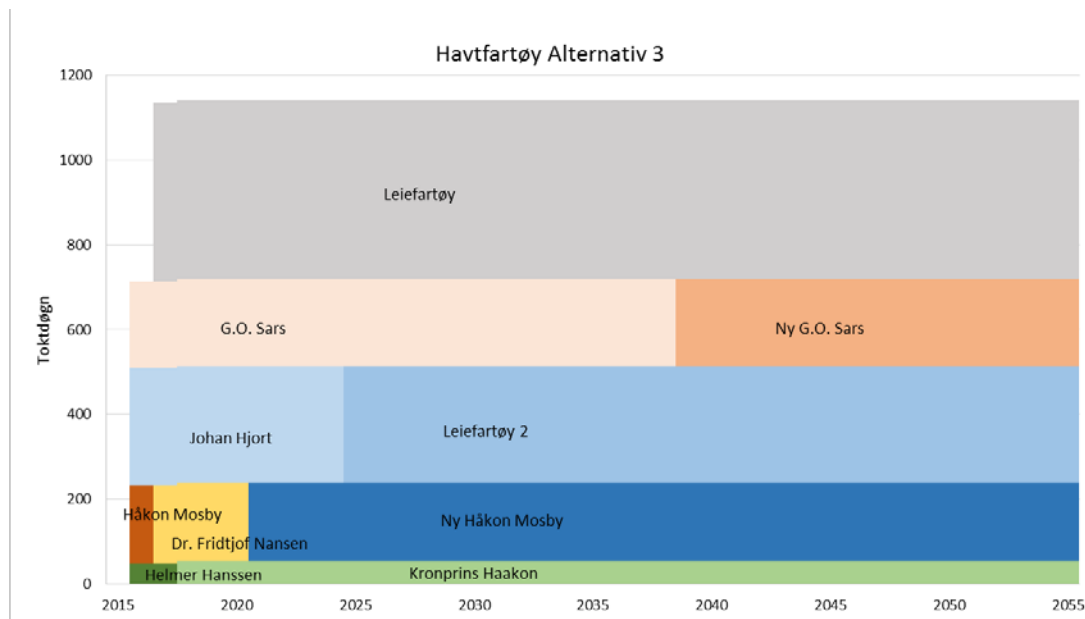 Havtfartøy Alternativ 3
1200
1000
800
600
400
200
0
Toktdøgn
Leiefartøy
G.O. Sars
Ny G.O. Sars
Johan Hjort
Leiefartøy 2
Håkon Mosby
Dr. Fridtjof Nansen
Ny Håkon Mosby
Helmer Hanssen
Kronprins Haakon
2015 2020 2025 2030 2035 2040 2045 2050 2055